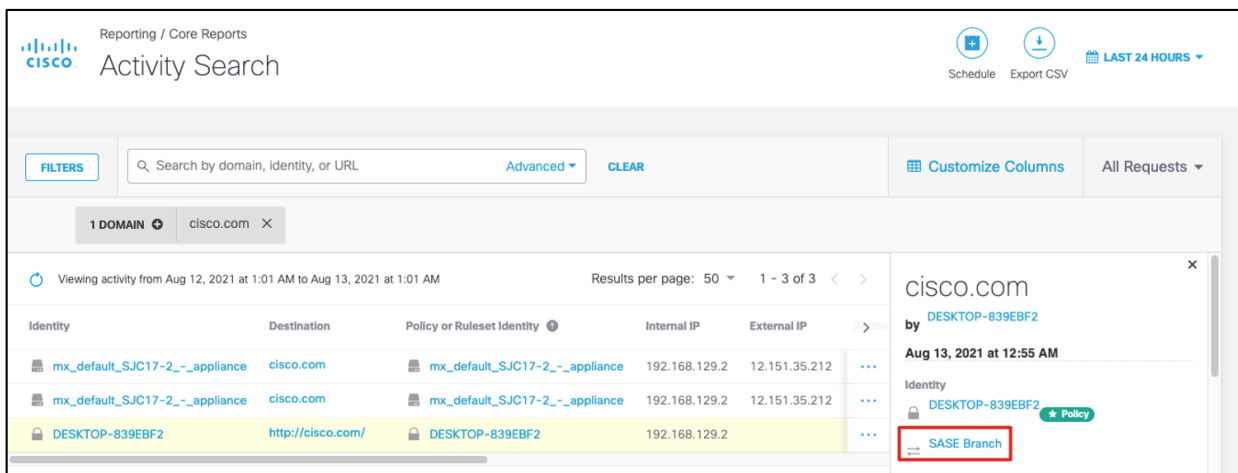 Reporting / Core Reports
CISCO
Activity Search
Schedule
Export CSV
LAST 24 HOURS
FILTERS
Search by domain, identity, or URL
Advanced
CLEAR
Customize Columns
All Requests
1 DOMAIN
cisco.com
Viewing activity from Aug 12, 2021 at 1:01 AM to Aug 13, 2021 at 1:01 AM
Results per page: 50
1 - 3 of 3
Identity Destination Policy or Ruleset Identity Internal IP External IP
mx_default_SJC17-2_-_appliance cisco.com mx_default_SJC17-2_-_appliance 192.168.129.2 12.151.35.212 ...
mx_default_SJC17-2_-_appliance cisco.com mx_default_SJC17-2_-_appliance 192.168.129.2 12.151.35.212 ...
DESKTOP-839EBF2 http://cisco.com/ DESKTOP-839EBF2 192.168.129.2 ...
cisco.com
by DESKTOP-839EBF2
Aug 13, 2021 at 12:55 AM
Identity
DESKTOP-839EBF2
Policy
SASE Branch